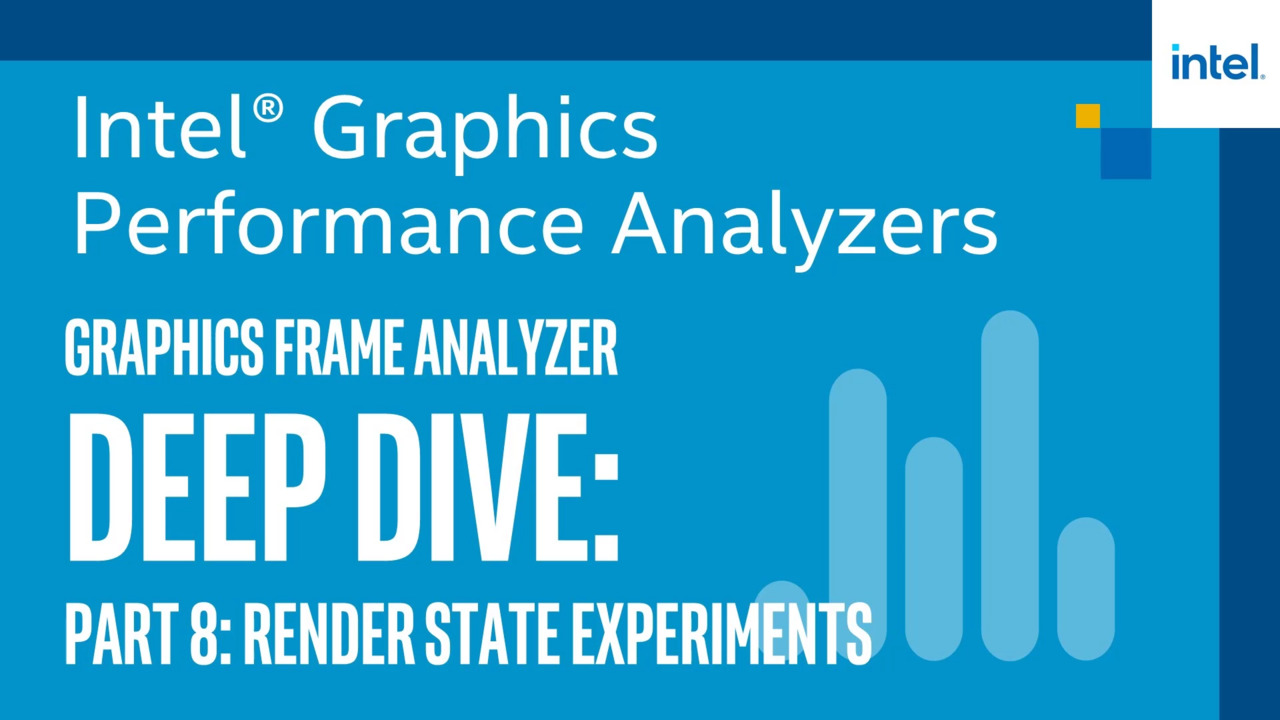 intel.
Intel® Graphics
Performance Analyzers
GRAPHICS FRAME ANALYZER
DEEP DIVE:
PART 8: RENDER STATE EXPERIMENTS